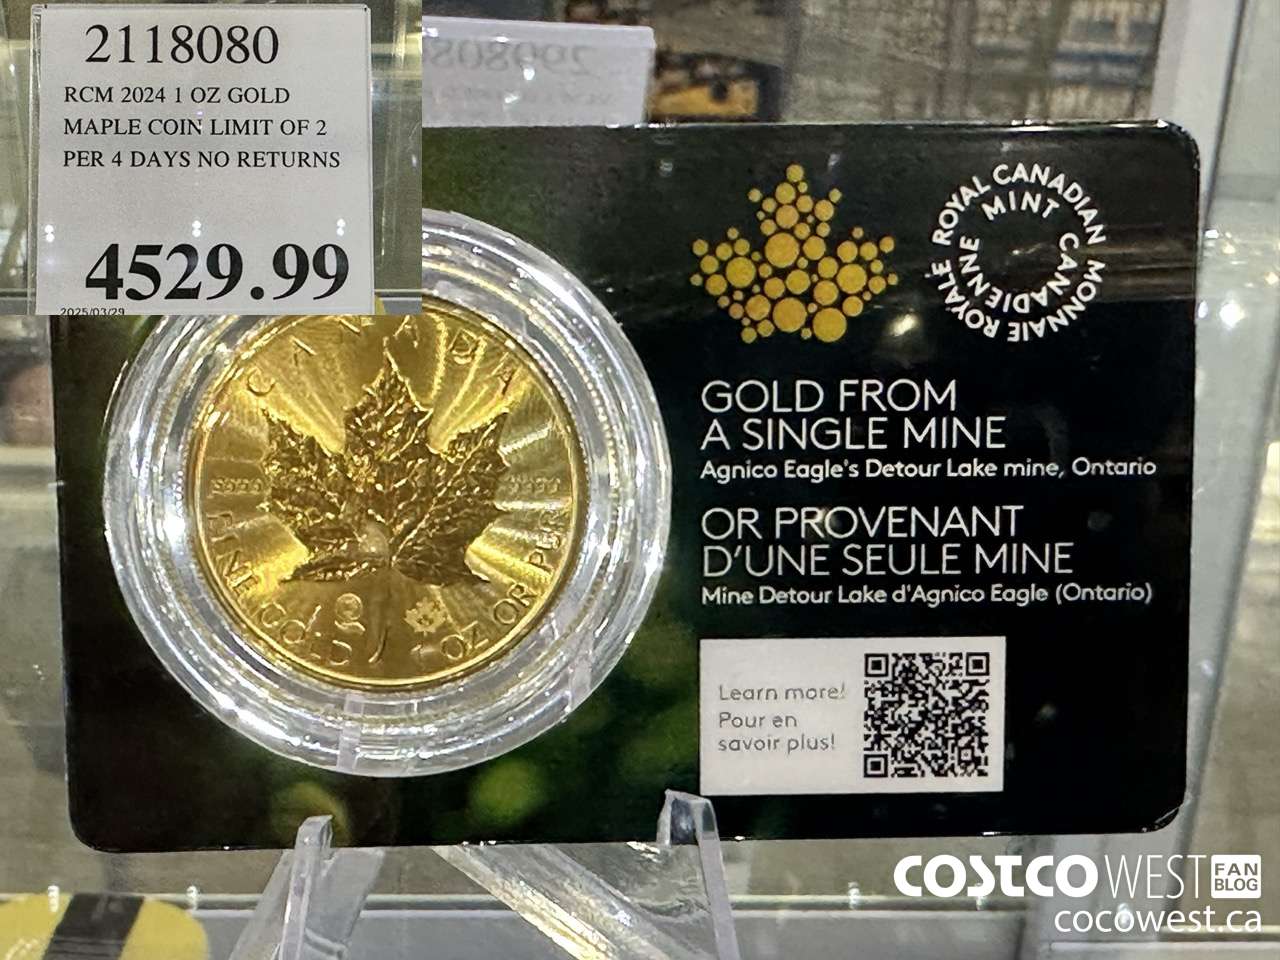 2118080
RCM 2024 1 OZ GOLD
MAPLE COIN LIMIT OF 2
PER 4 DAYS NO RETURNS
4529.99
2025/03/29
CANADA
9999 9999
FINE GOLD 1 OZ OR PUR
ROYAL CANADIAN MINT
MONNAIE ROYALE CANADIENNE
GOLD FROM
A SINGLE MINE
Agnico Eagle's Detour Lake mine, Ontario
OR PROVENANT
D'UNE SEULE MINE
Mine Detour Lake d'Agnico Eagle (Ontario)
Learn more!
Pour en
savoir plus!
COSTCO WEST FAN
BLOG
cocowest.ca